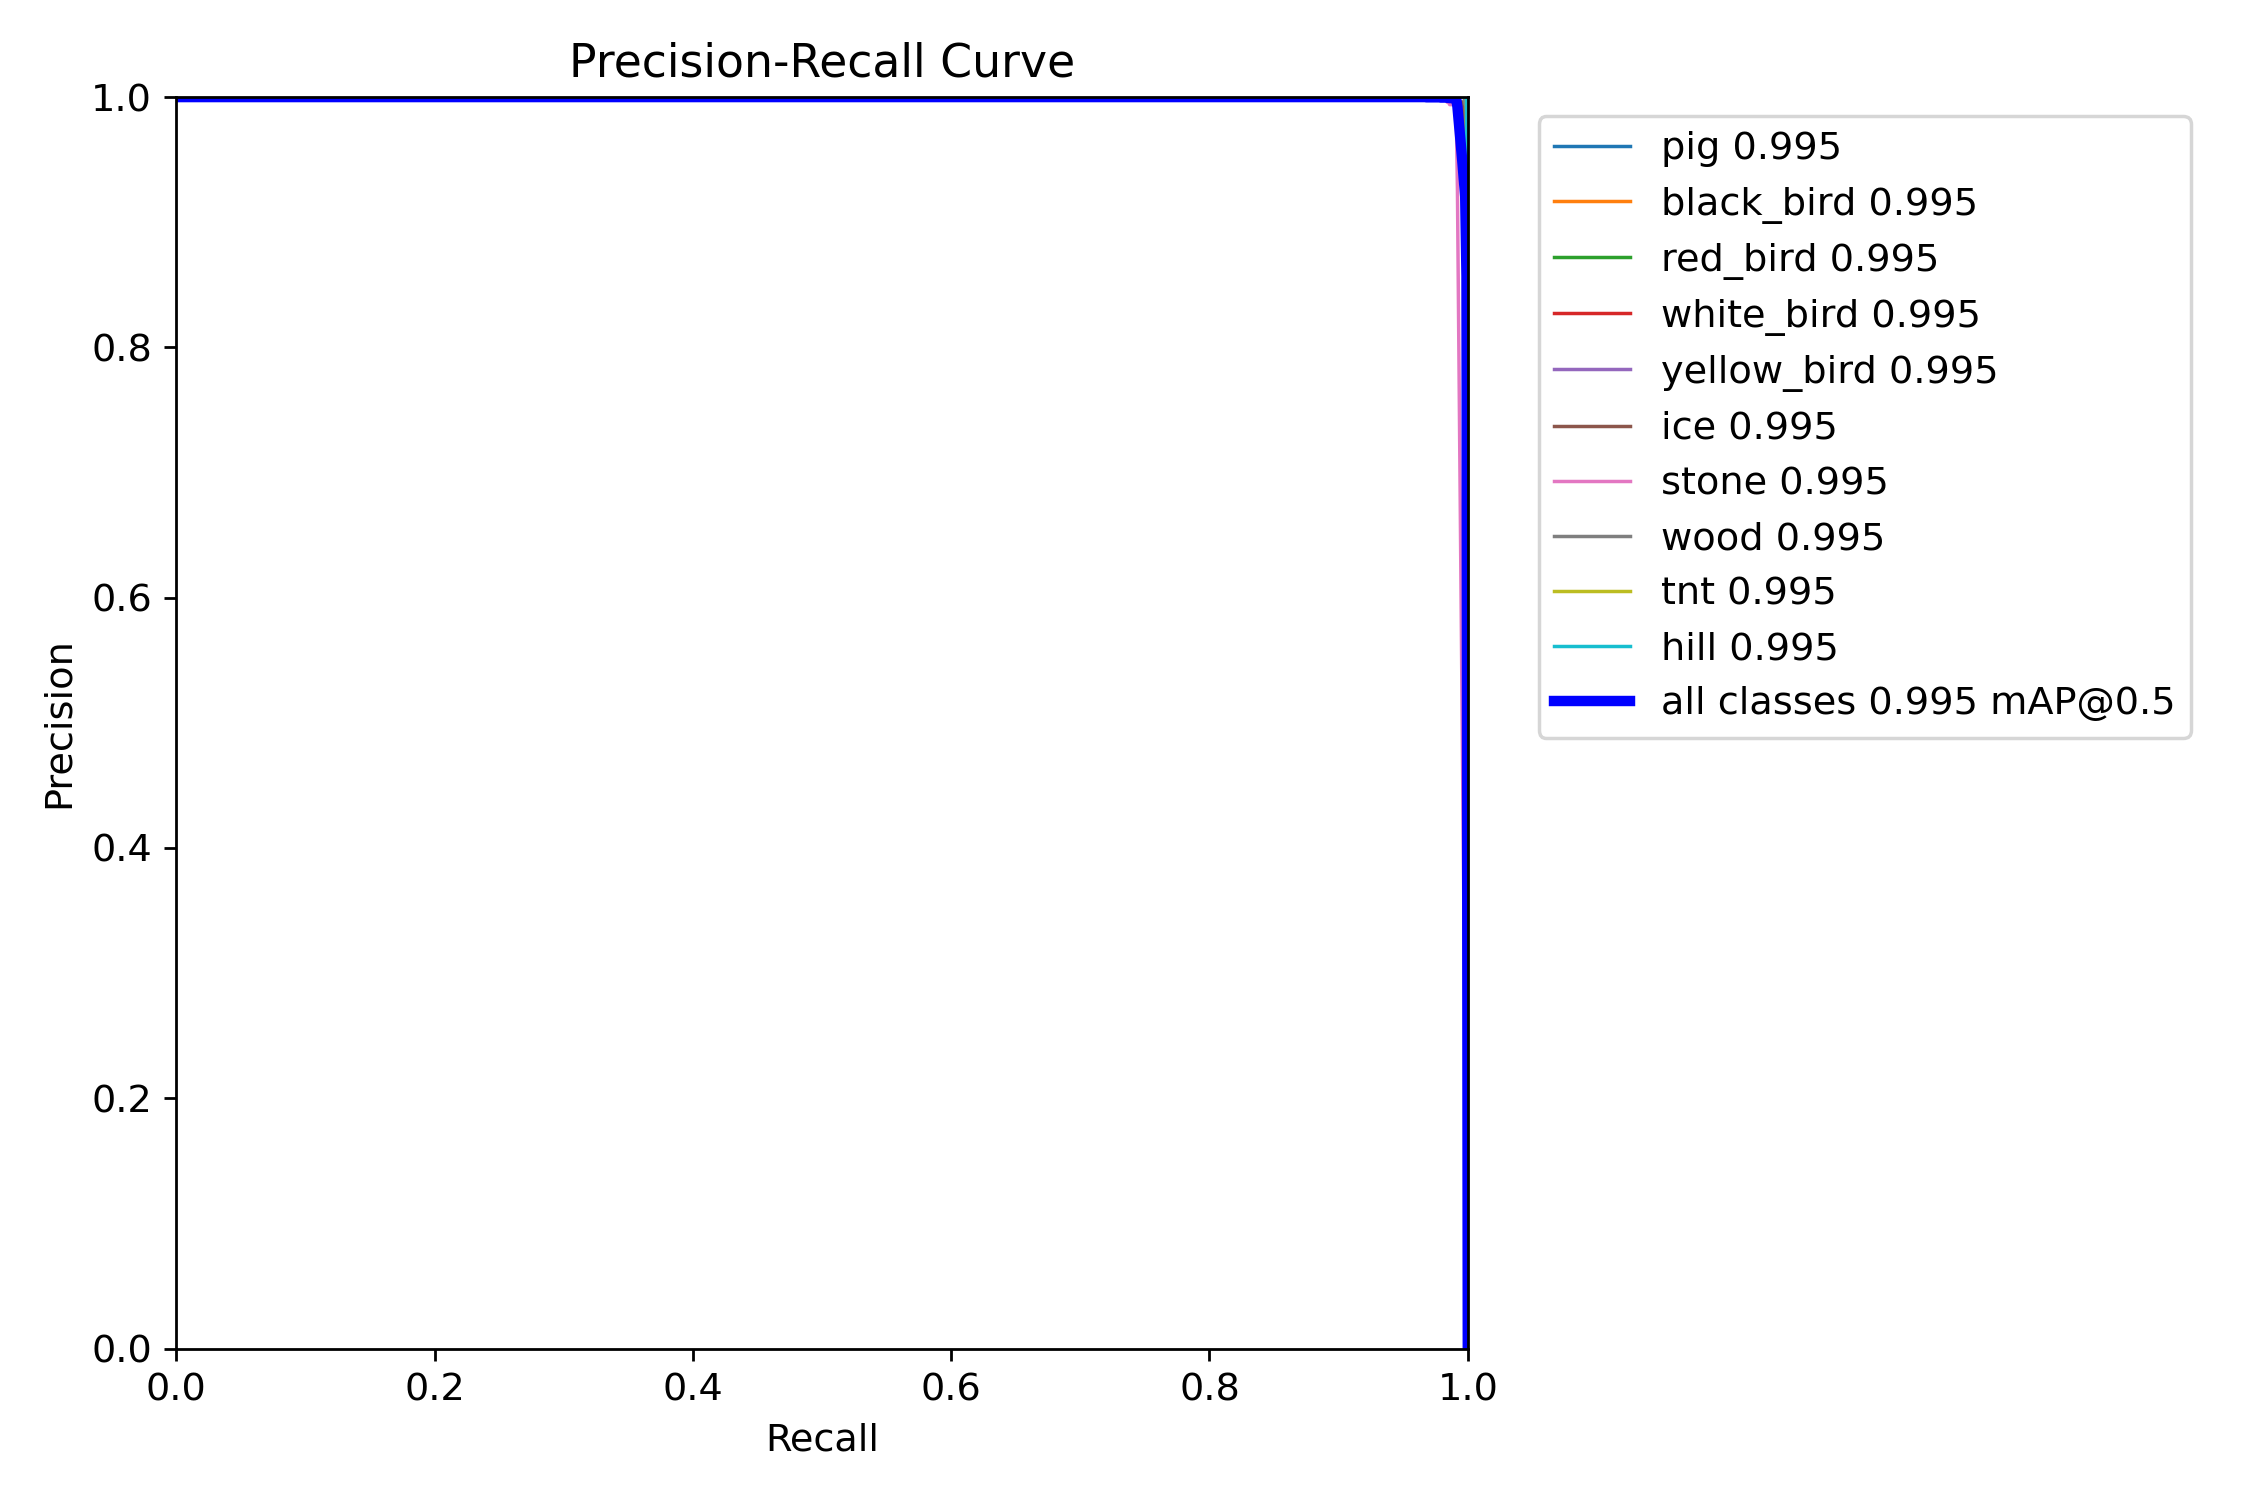 Precision-Recall Curve
1.0
0.8
0.6
0.4
0.2
0.0
Precision
0.0 0.2 0.4 0.6 0.8 1.0
Recall
pig 0.995
black_bird 0.995
red_bird 0.995
white_bird 0.995
yellow_bird 0.995
ice 0.995
stone 0.995
wood 0.995
tnt 0.995
hill 0.995
all classes 0.995 mAP@0.5